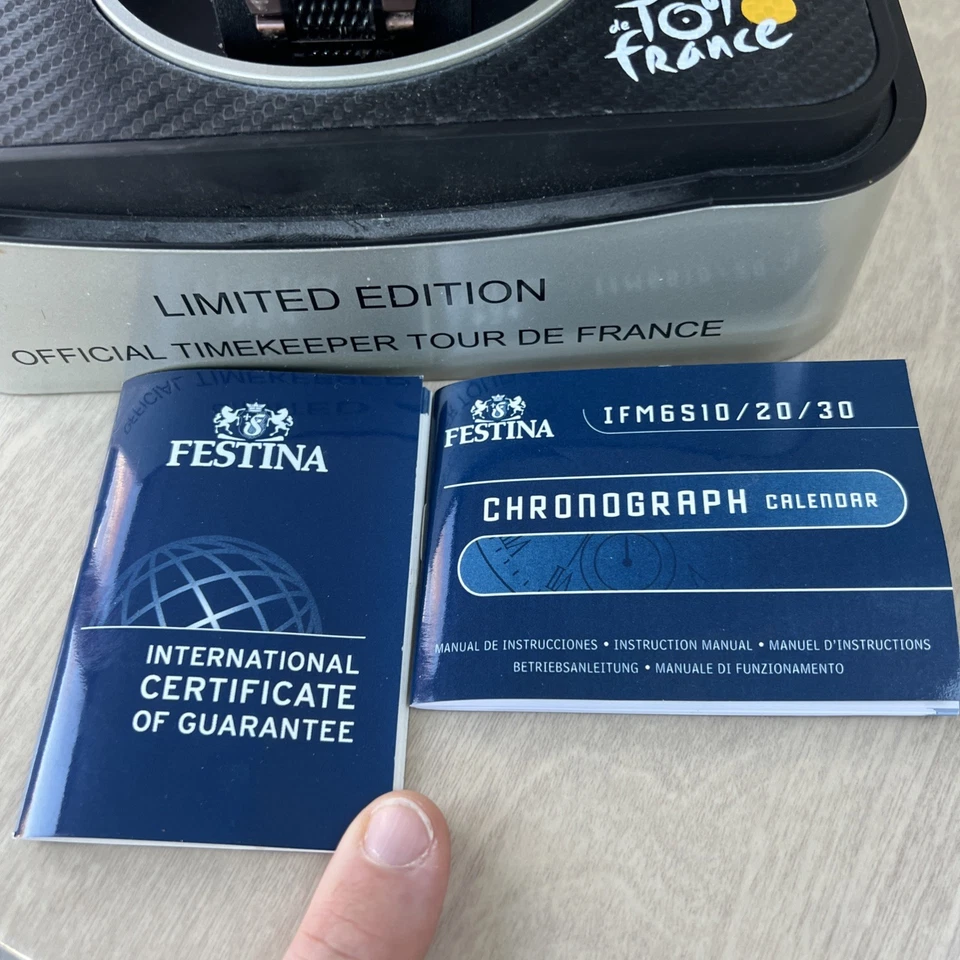 de Tour
france
LIMITED EDITION
OFFICIAL TIMEKEEPER TOUR DE FRANCE
FESTINA
INTERNATIONAL
CERTIFICATE
OF GUARANTEE
FESTINA
IFM6S10/20/30
CHRONOGRAPH CALENDAR
MANUAL DE INSTRUCCIONES • INSTRUCTION MANUAL • MANUEL D'INSTRUCTIONS
BETRIEBSANLEITUNG • MANUALE DI FUNZIONAMENTO